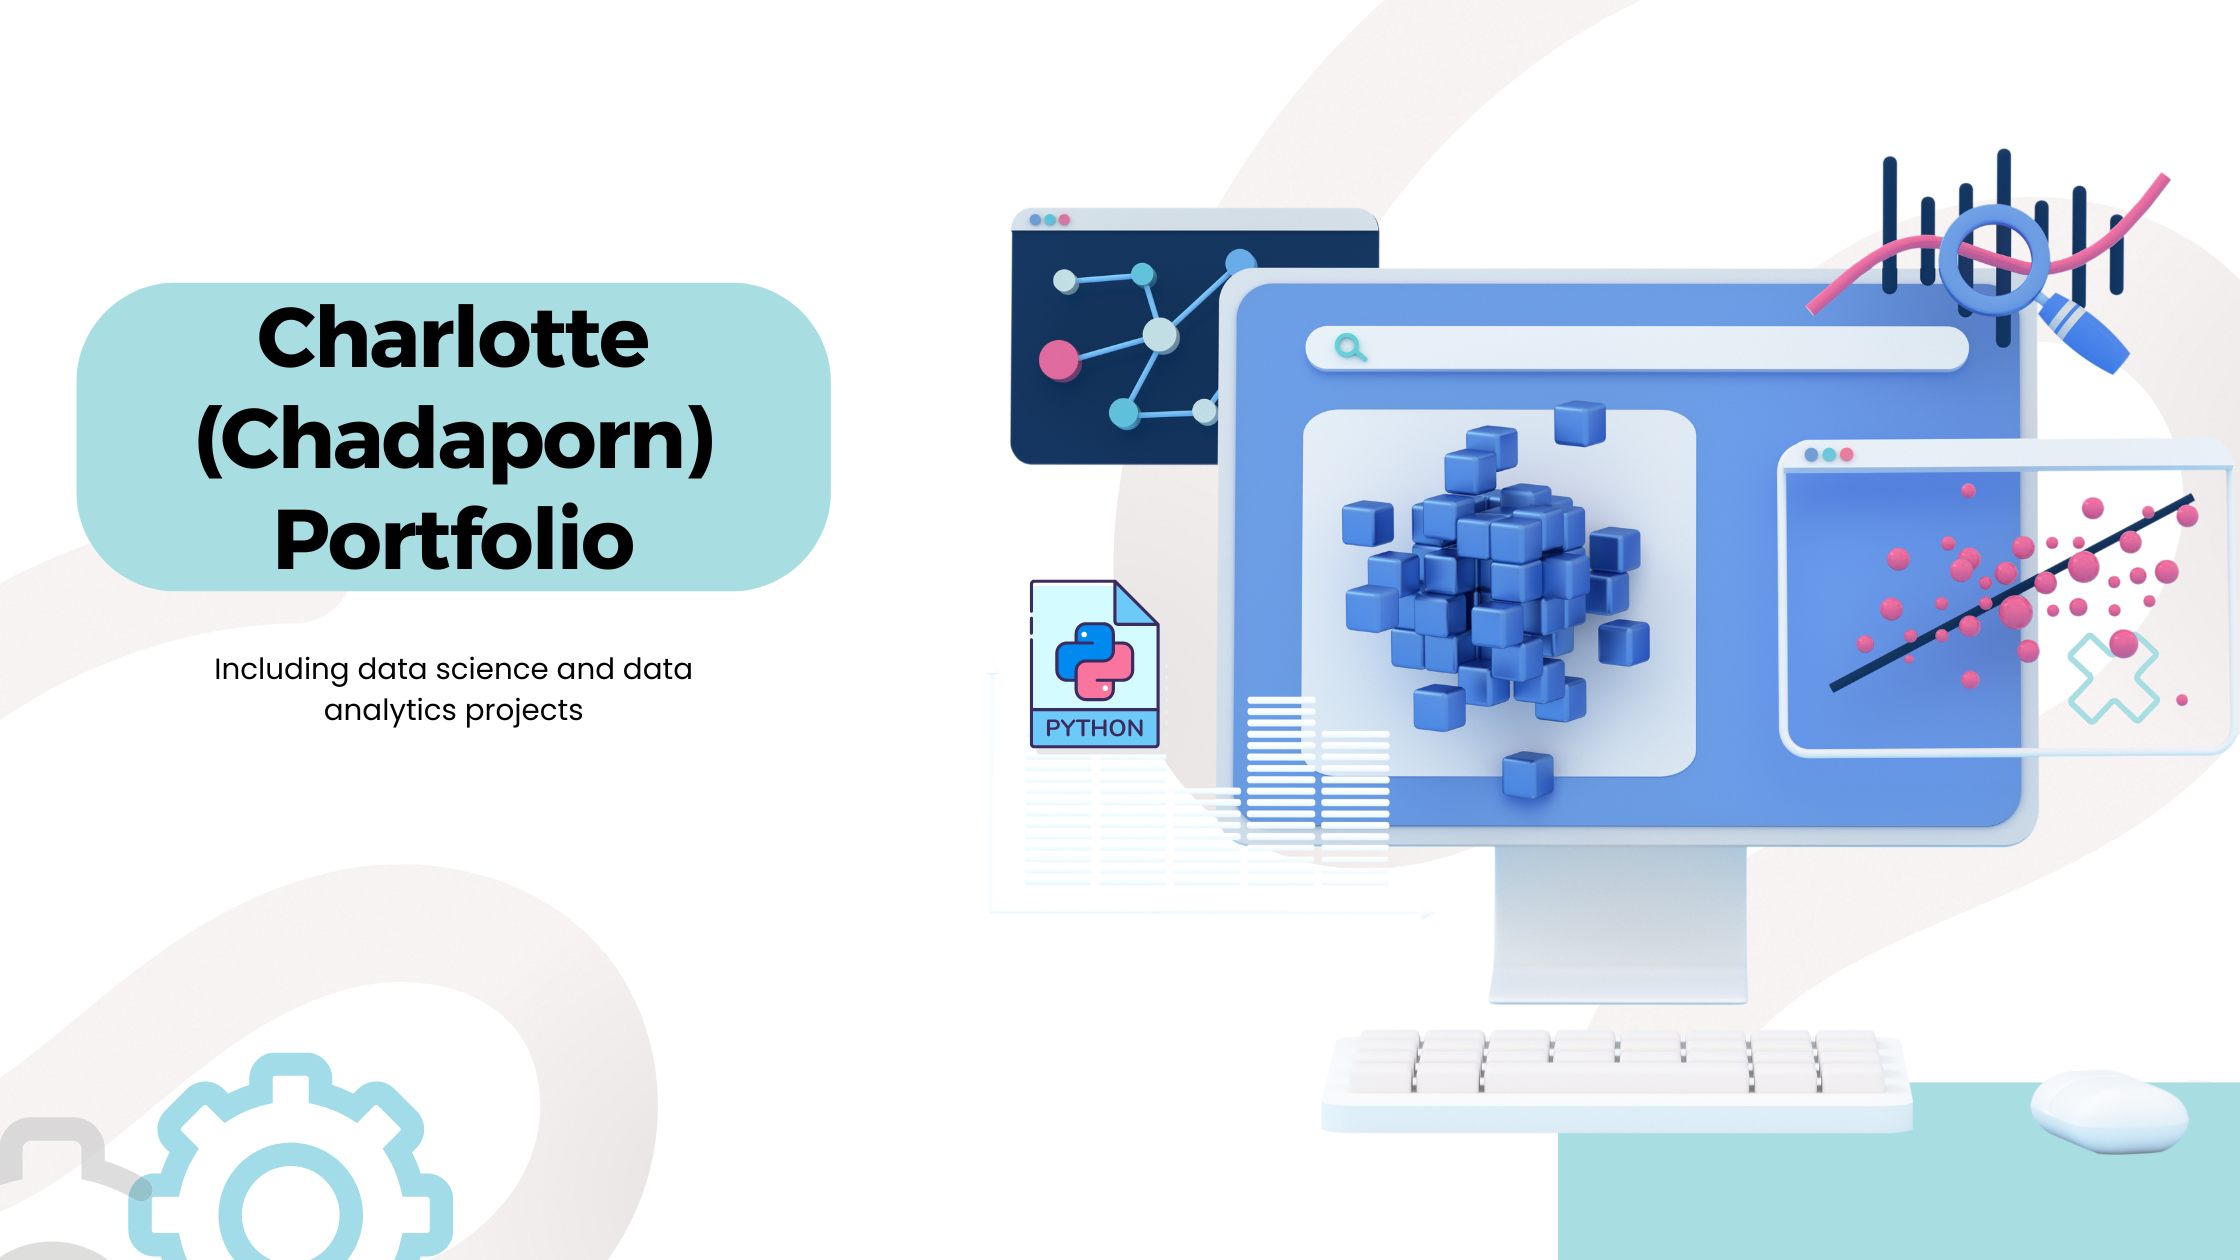 Charlotte
(Chadaporn)
Portfolio
Including data science and data
analytics projects
PYTHON